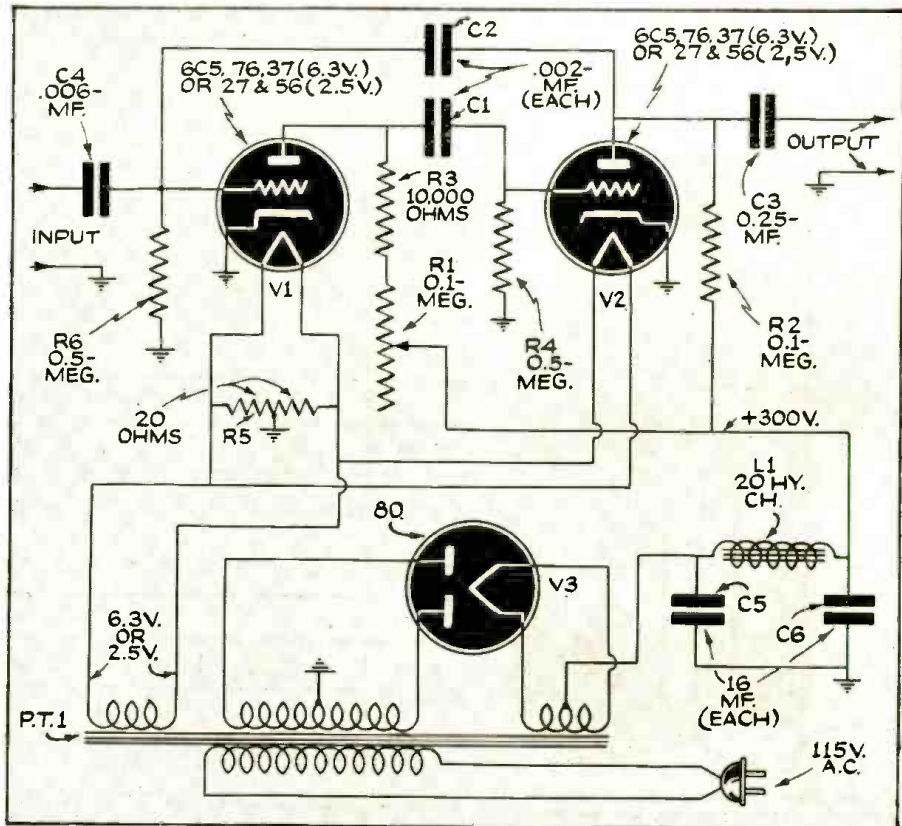 C2
6C5, 76, 37 (6.3V.)
OR 27 & 56 (2.5V.)
6C5, 76, 37 (6.3V.)
OR 27 & 56 (2,5V.)
C4
.006-
MF.
.002-
MF.
(EACH)
C1
OUTPUT
R3
10,000
OHMS
C3
0.25-
MF.
INPUT
V1
R1
0.1-
MEG.
V2
R6
0.5-
MEG.
R4
0.5-
MEG.
R2
0.1-
MEG.
20
OHMS
R5
+300V.
L1
20 HY.
CH.
80
V3
C5
C6
6.3V.
OR
2.5V.
16
MF.
(EACH)
P.T.1
115V.
A.C.